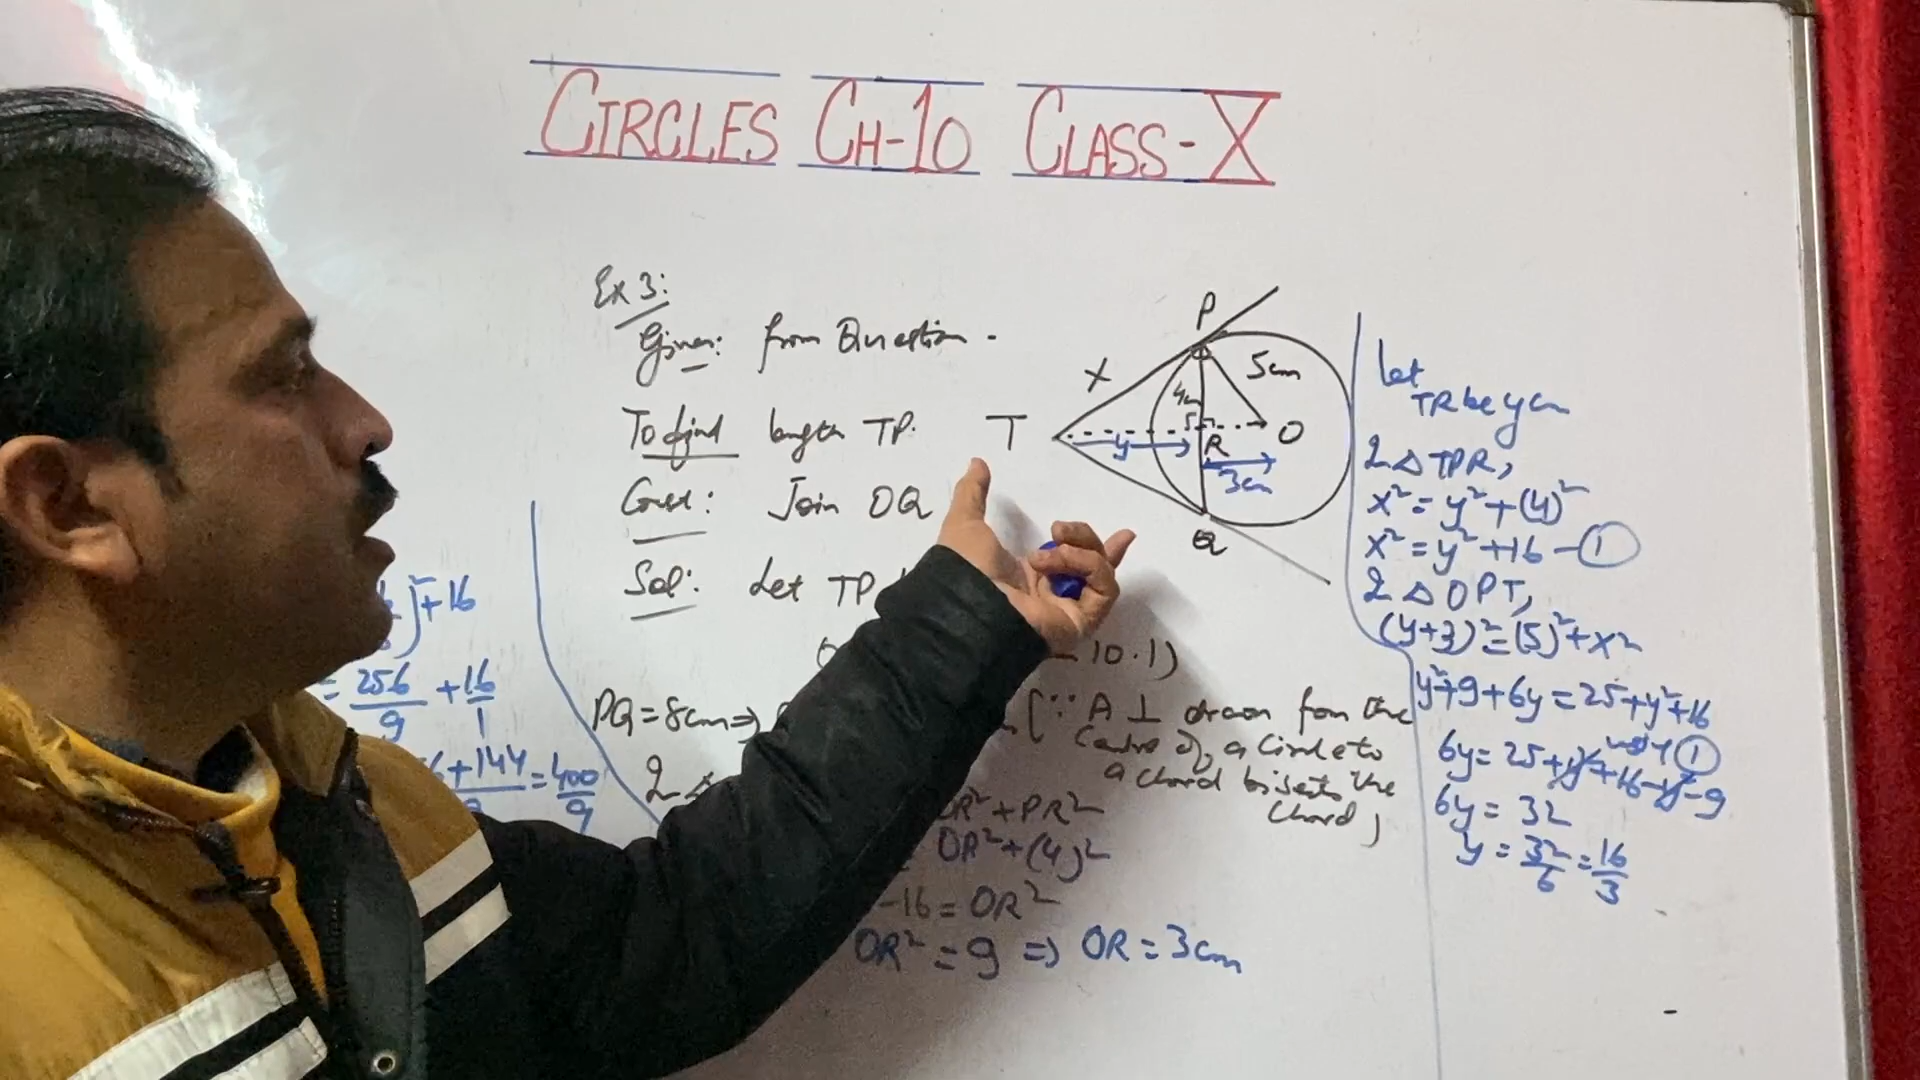 CIRCLES CH-10 CLASS-X
Ex 3:
Given: from Question -
To find length TP.
Const: Join OQ
Sol: Let TP
10.1)
PQ = 8cm ⇒
[∵ A ⊥ drawn from the
Centre of a Circle to
a chord bisects the
Chord]
OR² + PR²
= OR² + (4)²
-16 = OR²
OR² = 9 ⇒ OR = 3cm
P
X
5cm
4cm
T
O
y
R
3cm
Q
Let
TR be y cm
2 △ TPR,
x² = y² + (4)²
x² = y² + 16 - ①
2 △ OPT,
(y+3)² = (5)² + x²
y² + 9 + 6y = 25 + y² + 16
①
6y = 25 + y² + 16 - y² - 9
6y = 32
y = 32/6 = 16/3
)² + 16
= 256/9 + 16/1
+ 144 = 400/9